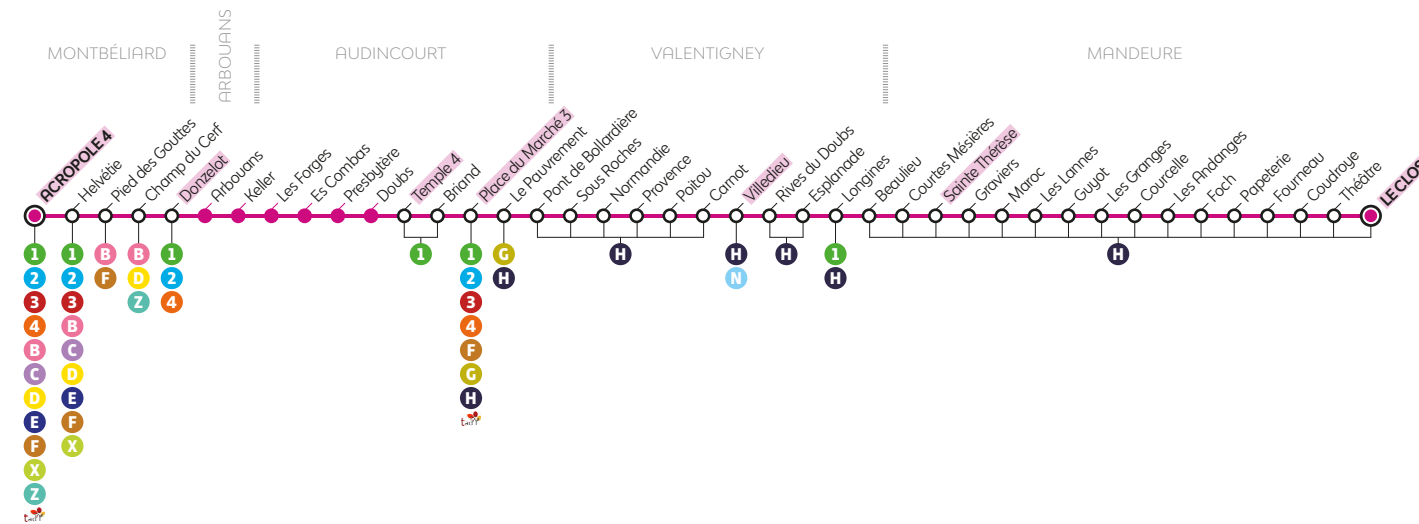 MONTBÉLIARD
ARBOUANS
AUDINCOURT
VALENTIGNEY
MANDEURE
ACROPOLE 4
Helvétie
Pied des Gouttes
Champ du Cerf
Donzelot
Arbouans
Keller
Les Forges
Es Combas
Presbytère
Doubs
Temple 4
Briand
Place du Marché 3
Le Pauvrement
Pont de Bollardière
Sous Roches
Normandie
Provence
Poitou
Carnot
Villedieu
Rives du Doubs
Esplanade
Longines
Beaulieu
Courtes Mésières
Sainte Thérèse
Graviers
Maroc
Les Lannes
Guyot
Les Granges
Courcelle
Les Andanges
Foch
Papeterie
Fourneau
Coudroye
Théâtre
LE CLOS
1
2
3
4
B
C
D
E
F
X
Z
1
2
3
B
C
D
E
F
X
B
F
B
D
Z
1
2
4
1
1
2
3
4
F
G
H
G
H
H
H
N
H
1
H
H